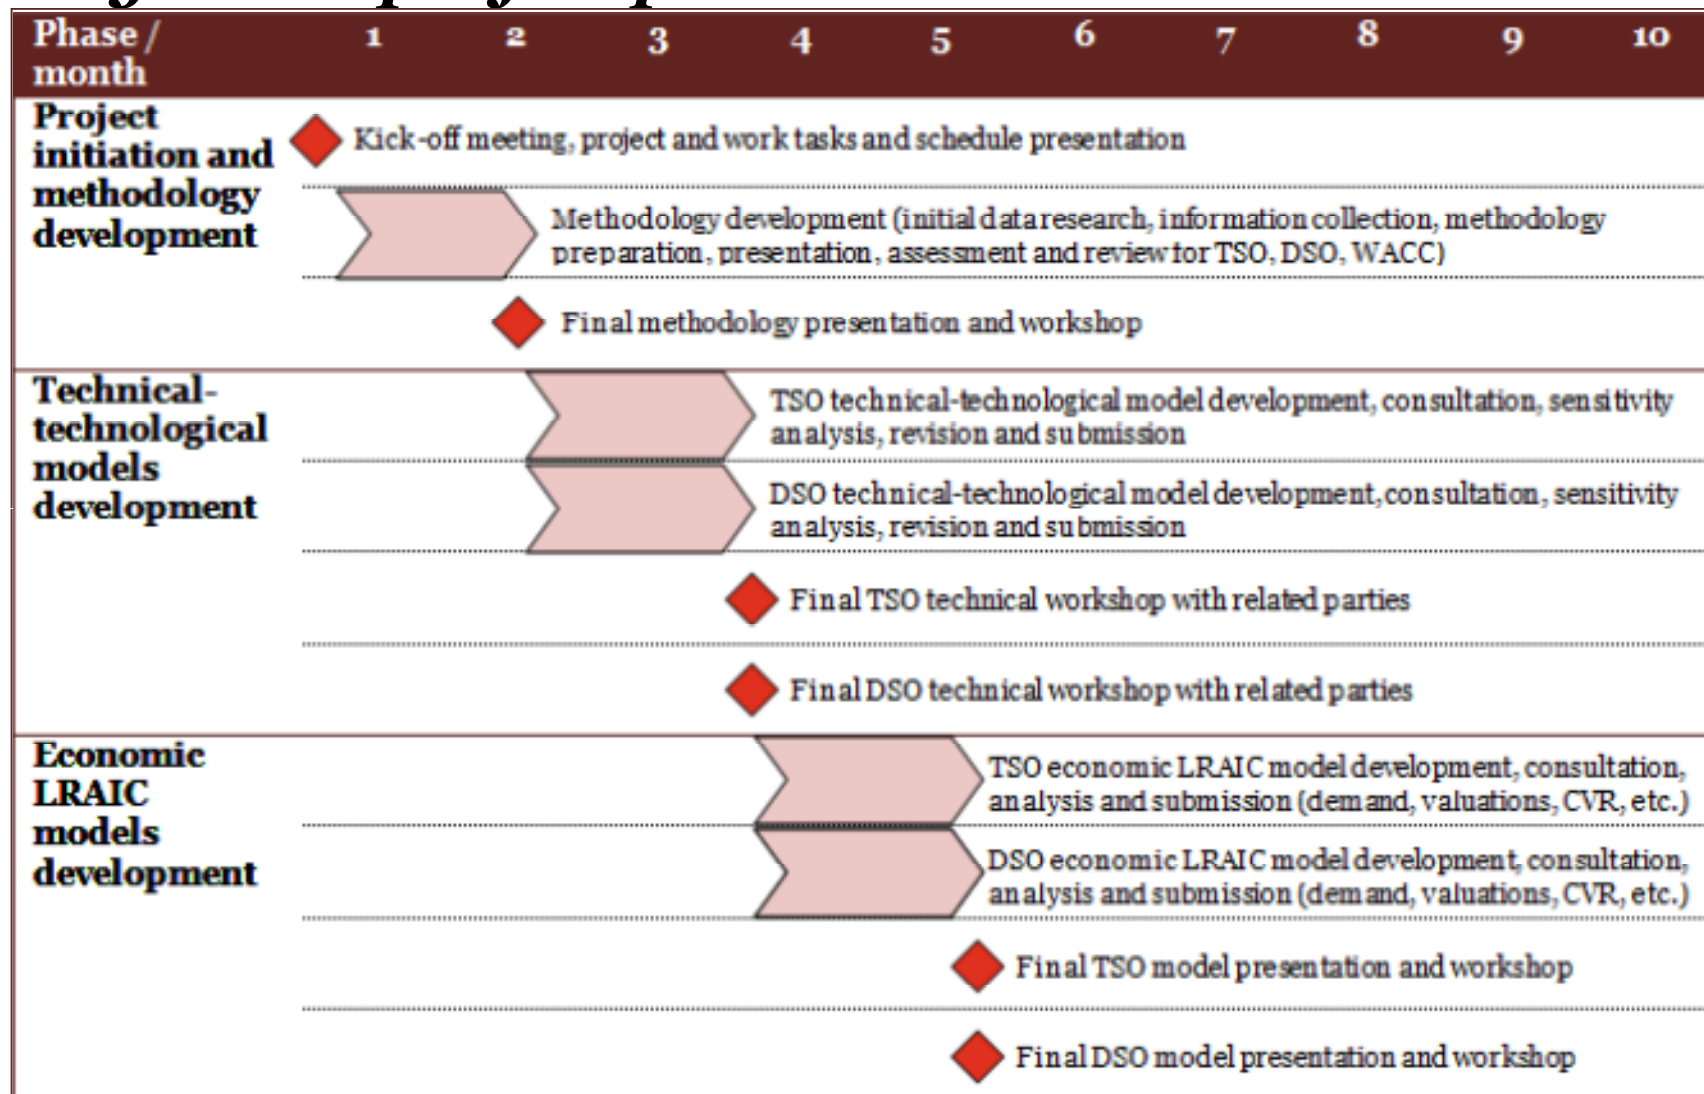 Phase / 1 2 3 4 5 6 7 8 9 10
month
Project
initiation and
methodology
development
Kick-off meeting, project and work tasks and schedule presentation
Methodology development (initial data research, information collection, methodology
preparation, presentation, assessment and review for TSO, DSO, WACC)
Final methodology presentation and workshop
Technical-
technological
models
development
TSO technical-technological model development, consultation, sensitivity
analysis, revision and submission
DSO technical-technological model development, consultation, sensitivity
analysis, revision and submission
Final TSO technical workshop with related parties
Final DSO technical workshop with related parties
Economic
LRAIC
models
development
TSO economic LRAIC model development, consultation,
analysis and submission (demand, valuations, CVR, etc.)
DSO economic LRAIC model development, consultation,
analysis and submission (demand, valuations, CVR, etc.)
Final TSO model presentation and workshop
Final DSO model presentation and workshop